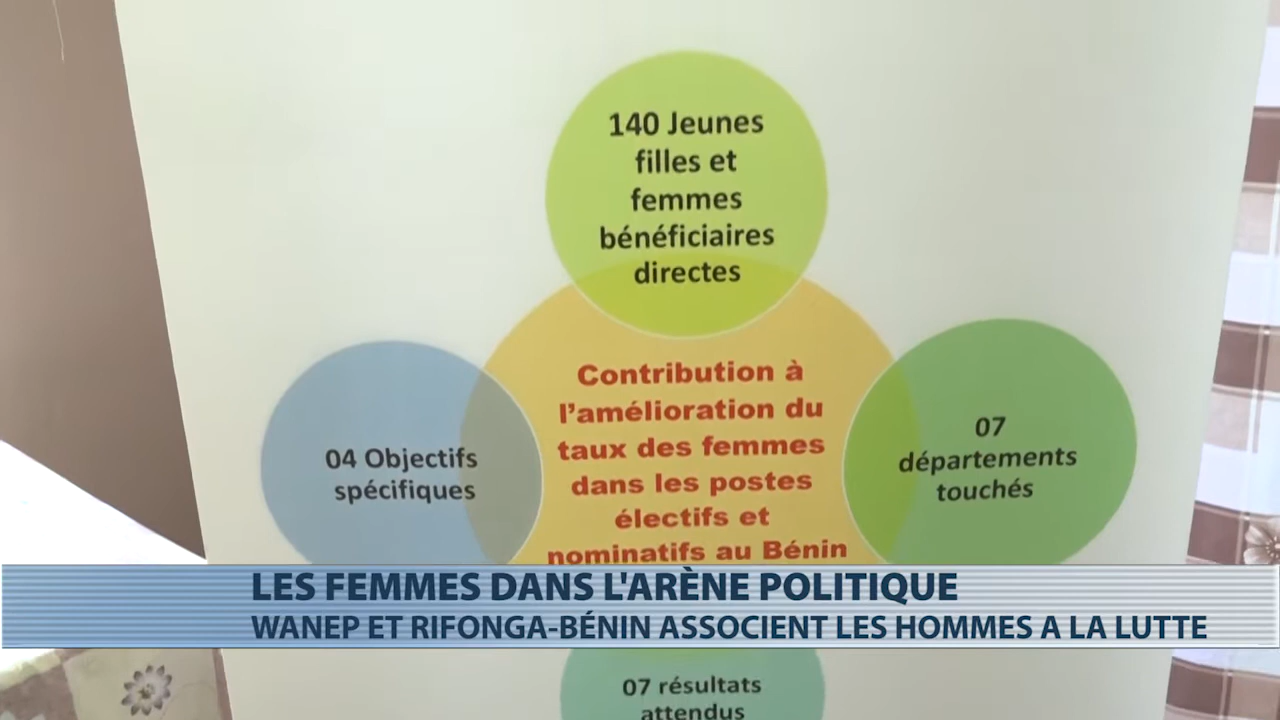 140 Jeunes
filles et
femmes
bénéficiaires
directes
04 Objectifs
spécifiques
Contribution à
l'amélioration du
taux des femmes
dans les postes
électifs et
nominatifs au Bénin
07
départements
touchés
LES FEMMES DANS L'ARÈNE POLITIQUE
WANEP ET RIFONGA-BÉNIN ASSOCIENT LES HOMMES A LA LUTTE
07 résultats
attendus